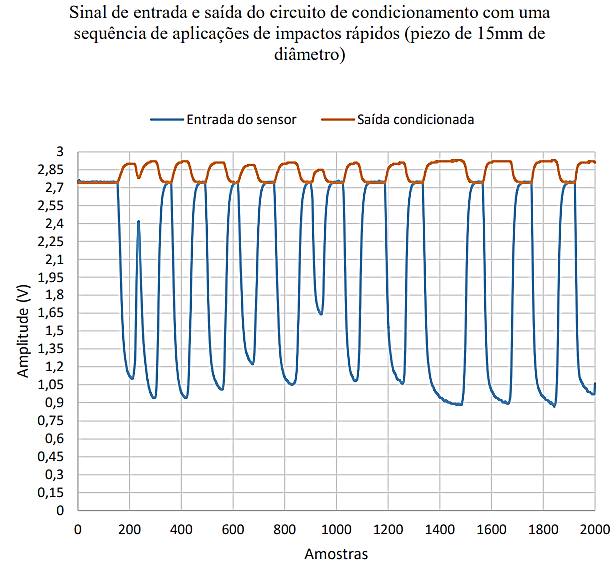 Sinal de entrada e saída do circuito de condicionamento com uma
sequência de aplicações de impactos rápidos (piezo de 15mm de
diâmetro)
Entrada do sensor
Saída condicionada
3
2,85
2,7
2,55
2,4
2,25
2,1
1,95
1,8
1,65
1,5
1,35
1,2
1,05
0,9
0,75
0,6
0,45
0,3
0,15
0
Amplitude (V)
0 200 400 600 800 1000 1200 1400 1600 1800 2000
Amostras